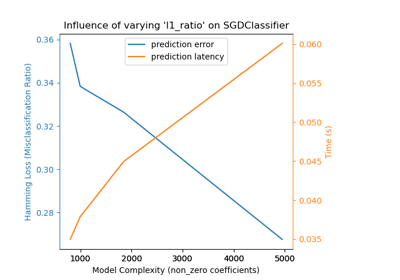 Influence of varying 'l1_ratio' on SGDClassifier
prediction error
prediction latency
Hamming Loss (Misclassification Ratio)
0.36
0.34
0.32
0.30
0.28
0.060
0.055
0.050
0.045
0.040
0.035
Time (s)
1000 2000 3000 4000 5000
Model Complexity (non_zero coefficients)